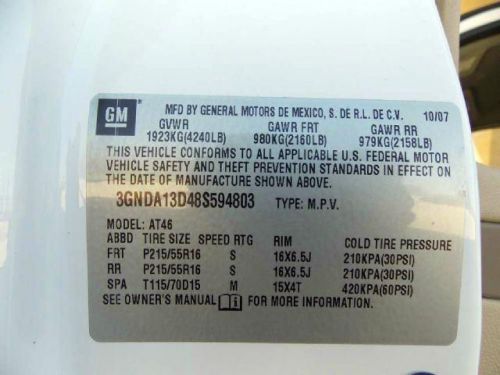 GM
MFD BY GENERAL MOTORS DE MEXICO, S. DE R.L. DE C.V. 10/07
GVWR GAWR FRT GAWR RR
1923KG(4240LB) 980KG(2160LB) 979KG(2158LB)
THIS VEHICLE CONFORMS TO ALL APPLICABLE U.S. FEDERAL MOTOR
VEHICLE SAFETY AND THEFT PREVENTION STANDARDS IN EFFECT ON
THE DATE OF MANUFACTURE SHOWN ABOVE.
3GNDA13D48S594803 TYPE: M.P.V.
MODEL: AT46
ABBD TIRE SIZE SPEED RTG RIM COLD TIRE PRESSURE
FRT P215/55R16 S 16X6.5J 210KPA(30PSI)
RR P215/55R16 S 16X6.5J 210KPA(30PSI)
SPA T115/70D15 M 15X4T 420KPA(60PSI)
SEE OWNER'S MANUAL FOR MORE INFORMATION.